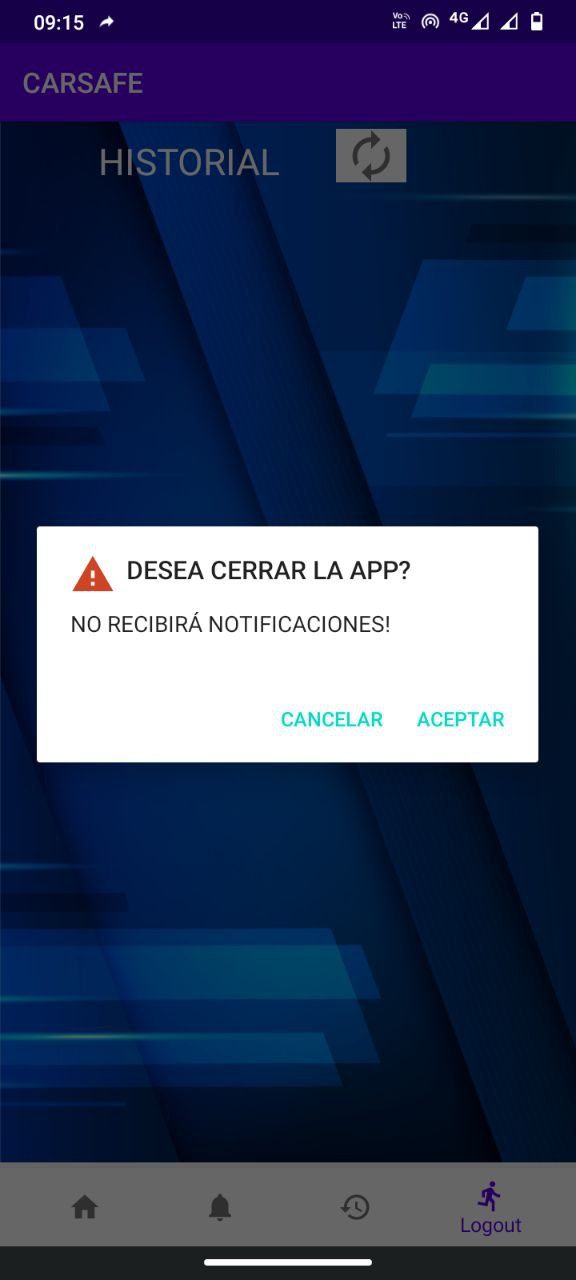 09:15
Vo LTE
4G
CARSAFE
HISTORIAL
DESEA CERRAR LA APP?
NO RECIBIRÁ NOTIFICACIONES!
CANCELAR ACEPTAR
Logout